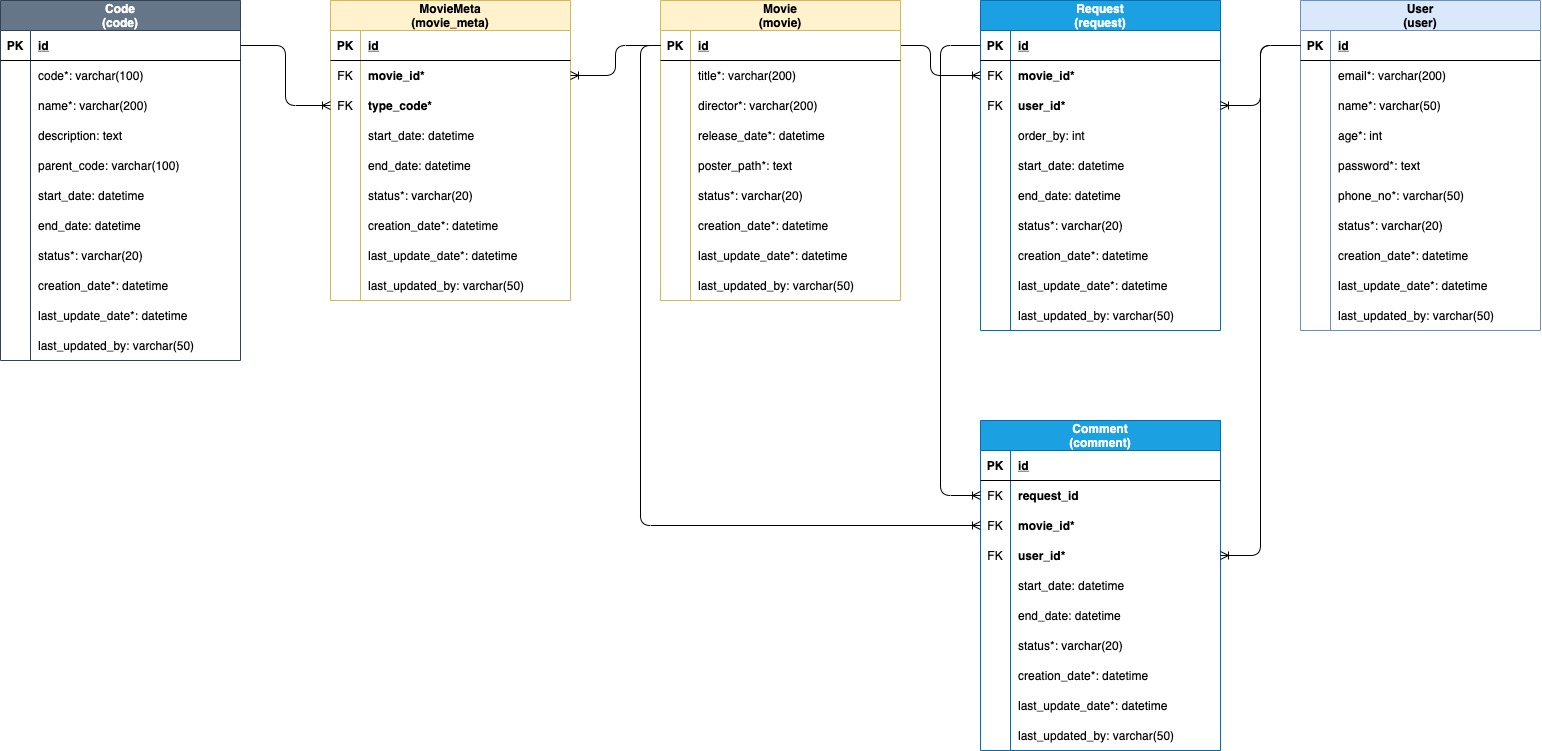 Code
(code)
PK id
code*: varchar(100)
name*: varchar(200)
description: text
parent_code: varchar(100)
start_date: datetime
end_date: datetime
status*: varchar(20)
creation_date*: datetime
last_update_date*: datetime
last_updated_by: varchar(50)
MovieMeta
(movie_meta)
PK id
FK movie_id*
FK type_code*
start_date: datetime
end_date: datetime
status*: varchar(20)
creation_date*: datetime
last_update_date*: datetime
last_updated_by: varchar(50)
Movie
(movie)
PK id
title*: varchar(200)
director*: varchar(200)
release_date*: datetime
poster_path*: text
status*: varchar(20)
creation_date*: datetime
last_update_date*: datetime
last_updated_by: varchar(50)
Request
(request)
PK id
FK movie_id*
FK user_id*
order_by: int
start_date: datetime
end_date: datetime
status*: varchar(20)
creation_date*: datetime
last_update_date*: datetime
last_updated_by: varchar(50)
User
(user)
PK id
email*: varchar(200)
name*: varchar(50)
age*: int
password*: text
phone_no*: varchar(50)
status*: varchar(20)
creation_date*: datetime
last_update_date*: datetime
last_updated_by: varchar(50)
Comment
(comment)
PK id
FK request_id
FK movie_id*
FK user_id*
start_date: datetime
end_date: datetime
status*: varchar(20)
creation_date*: datetime
last_update_date*: datetime
last_updated_by: varchar(50)